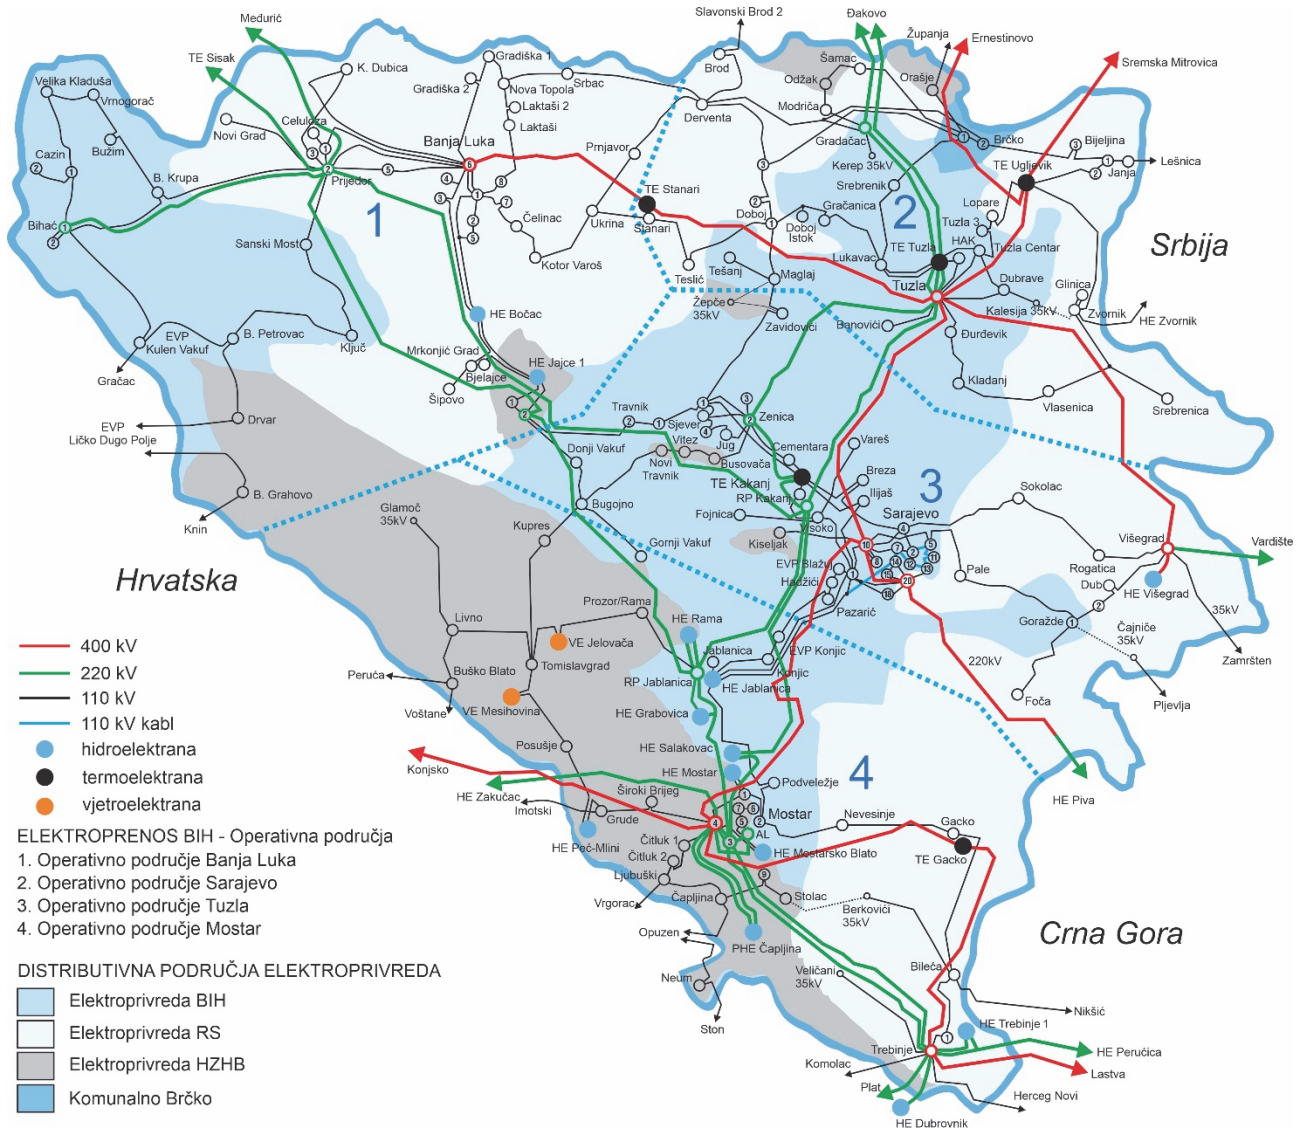 Međurić
TE Sisak
Slavonski Brod 2
Đakovo
Županja
Ernestinovo
Sremska Mitrovica
Velika Kladuša
Vrnogorač
K. Dubica
Gradiška 1
Gradiška 2
Nova Topola
Srbac
Brod
Šamac
Odžak
Orašje
Modriča
Laktaši 2
Laktaši
Derventa
Novi Grad
Celuloza
Banja Luka
Bužim
Cazin
B. Krupa
Prijedor
Prnjavor
Gradačac
Kerep 35kV
Brčko
Bijeljina
Lešnica
Janja
TE Ugljevik
Srebrenik
Lopare
Bihać
1
Sanski Most
Čelinac
Kotor Varoš
Ukrina
TE Stanari
Stanari
Doboj
Doboj
Istok
Gračanica
2
Lukavac
TE Tuzla
Tuzla 3
HAK
Tuzla Centar
Tuzla
Dubrave
Kalesija 35kV
Srbija
Teslić
Tešanj
Maglaj
Žepče
35kV
Zavidovići
Banovići
Glinica
Zvornik
HE Zvornik
Đurđevik
Kladanj
Vlasenica
Srebrenica
HE Bočac
EVP
Kulen Vakuf
B. Petrovac
Ključ
Mrkonjić Grad
Bjelajce
Šipovo
HE Jajce 1
Gračac
Drvar
EVP
Ličko Dugo Polje
B. Grahovo
Knin
Travnik
Sjever
Vitez
Jug
Zenica
Donji Vakuf
Novi
Travnik
Busovača
Cementara
Vareš
Breza
Ilijaš
TE Kakanj
RP Kakanj
3
Bugojno
Glamoč
35kV
Kupres
Gornji Vakuf
Fojnica
Visoko
Kiseljak
Sarajevo
Sokolac
Višegrad
Vardište
Rogatica
Dub
HE Višegrad
EVP Blažuj
Hadžići
Pale
Pazarić
Goražde
Čajniče
35kV
35kV
Zamršten
Pljevlja
Foča
220kV
HE Piva
Hrvatska
Livno
Prozor/Rama
HE Rama
VE Jelovača
Jablanica
EVP Konjic
Konjic
Buško Blato
Tomislavgrad
RP Jablanica
HE Jablanica
Peruća
Voštane
VE Mesihovina
HE Grabovica
Posušje
HE Salakovac
HE Mostar
Podveležje
4
Konjsko
HE Zakučac
Imotski
Široki Brijeg
Grude
Mostar
Nevesinje
Gacko
TE Gacko
AL
HE Mostarsko Blato
HE Peć-Mlini
Čitluk 1
Čitluk 2
Ljubuški
Vrgorac
Čapljina
Stolac
Berkovići
35kV
Opuzen
PHE Čapljina
Neum
Ston
Crna Gora
Veličani
35kV
Bileća
Nikšić
HE Trebinje 1
Trebinje
HE Perućica
Lastva
Komolac
Plat
Herceg Novi
HE Dubrovnik
400 kV
220 kV
110 kV
110 kV kabl
hidroelektrana
termoelektrana
vjetroelektrana
ELEKTROPRENOS BIH - Operativna područja
1. Operativno područje Banja Luka
2. Operativno područje Sarajevo
3. Operativno područje Tuzla
4. Operativno područje Mostar
DISTRIBUTIVNA PODRUČJA ELEKTROPRIVREDA
Elektroprivreda BIH
Elektroprivreda RS
Elektroprivreda HZHB
Komunalno Brčko